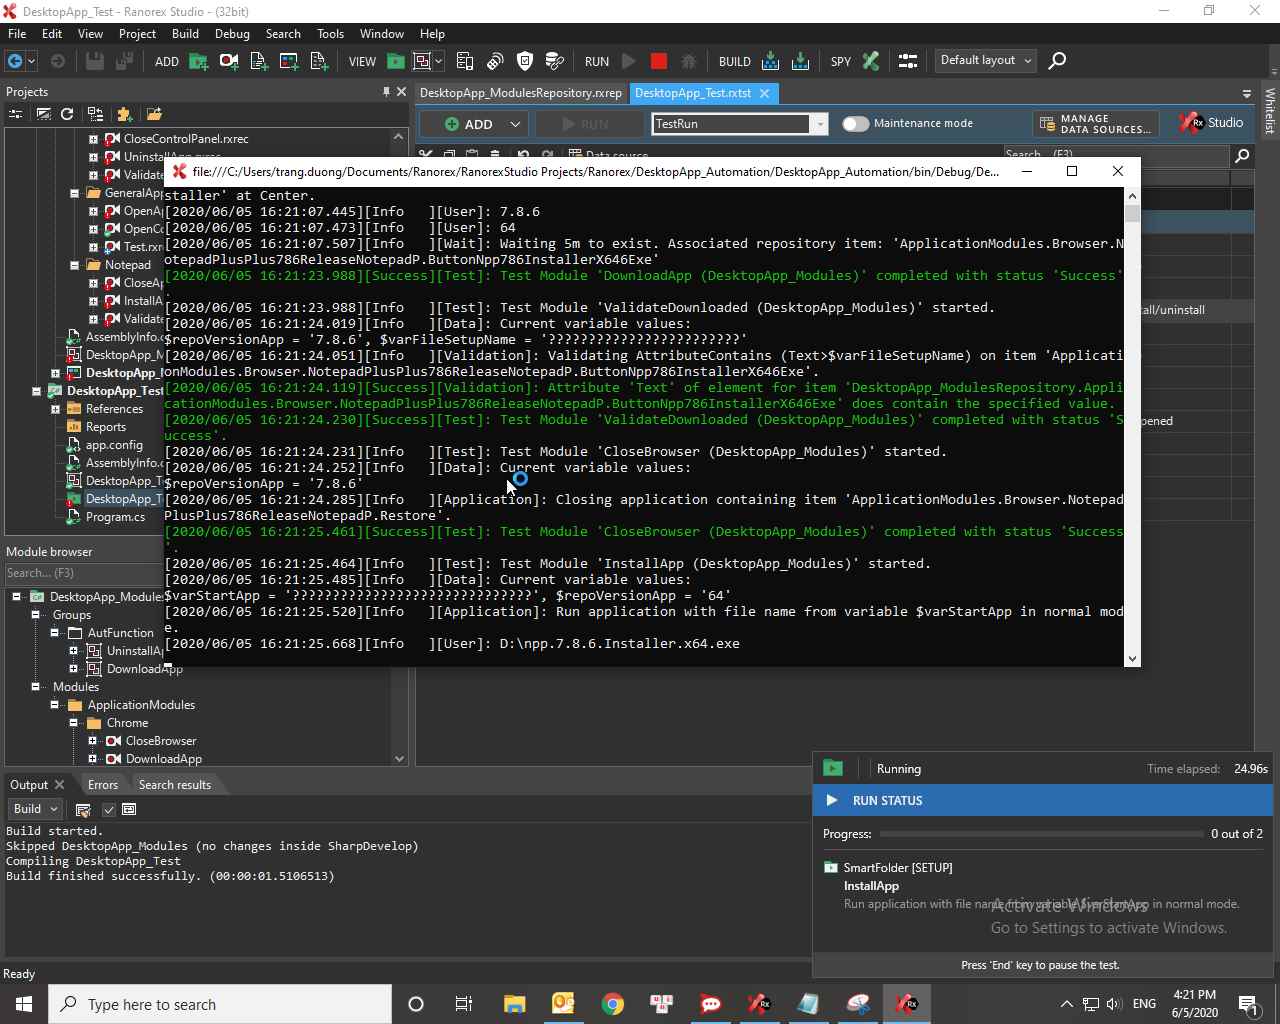 DesktopApp_Test - Ranorex Studio - (32bit)
File Edit View Project Build Debug Search Tools Window Help
ADD VIEW RUN BUILD SPY Default layout
Projects
DesktopApp_ModulesRepository.rxrep DesktopApp_Test.rxtst
Whitelist
ADD RUN TestRun Maintenance mode MANAGE DATA SOURCES... Rx Studio
Data source Search... (F3)
CloseControlPanel.rxrec
UninstallApp.rxrec
Validate
GeneralApp
OpenAp
OpenCo
Test.rxr
Notepad
CloseAp
InstallA
Validate
AssemblyInfo.c
DesktopApp_M
DesktopApp_M
DesktopApp_Test
References
Reports
app.config
AssemblyInfo.c
DesktopApp_Te
DesktopApp_Te
Program.cs
file:///C:/Users/trang.duong/Documents/Ranorex/RanorexStudio Projects/Ranorex/DesktopApp_Automation/DesktopApp_Automation/bin/Debug/De...
staller' at Center.
[2020/06/05 16:21:07.445][Info   ][User]: 7.8.6
[2020/06/05 16:21:07.473][Info   ][User]: 64
[2020/06/05 16:21:07.507][Info   ][Wait]: Waiting 5m to exist. Associated repository item: 'ApplicationModules.Browser.N
otepadPlusPlus786ReleaseNotepadP.ButtonNpp786InstallerX646Exe'
[2020/06/05 16:21:23.988][Success][Test]: Test Module 'DownloadApp (DesktopApp_Modules)' completed with status 'Success'
.
[2020/06/05 16:21:23.988][Info   ][Test]: Test Module 'ValidateDownloaded (DesktopApp_Modules)' started.
[2020/06/05 16:21:24.019][Info   ][Data]: Current variable values:
$repoVersionApp = '7.8.6', $varFileSetupName = '????????????????????????'
[2020/06/05 16:21:24.051][Info   ][Validation]: Validating AttributeContains (Text>$varFileSetupName) on item 'Applicati
onModules.Browser.NotepadPlusPlus786ReleaseNotepadP.ButtonNpp786InstallerX646Exe'.
[2020/06/05 16:21:24.119][Success][Validation]: Attribute 'Text' of element for item 'DesktopApp_ModulesRepository.Appli
cationModules.Browser.NotepadPlusPlus786ReleaseNotepadP.ButtonNpp786InstallerX646Exe' does contain the specified value.
[2020/06/05 16:21:24.230][Success][Test]: Test Module 'ValidateDownloaded (DesktopApp_Modules)' completed with status 'S
uccess'.
[2020/06/05 16:21:24.231][Info   ][Test]: Test Module 'CloseBrowser (DesktopApp_Modules)' started.
[2020/06/05 16:21:24.252][Info   ][Data]: Current variable values:
$repoVersionApp = '7.8.6'
[2020/06/05 16:21:24.285][Info   ][Application]: Closing application containing item 'ApplicationModules.Browser.Notepad
PlusPlus786ReleaseNotepadP.Restore'.
[2020/06/05 16:21:25.461][Success][Test]: Test Module 'CloseBrowser (DesktopApp_Modules)' completed with status 'Success
'.
[2020/06/05 16:21:25.464][Info   ][Test]: Test Module 'InstallApp (DesktopApp_Modules)' started.
[2020/06/05 16:21:25.485][Info   ][Data]: Current variable values:
$varStartApp = '??????????????????????????????', $repoVersionApp = '64'
[2020/06/05 16:21:25.520][Info   ][Application]: Run application with file name from variable $varStartApp in normal mod
e.
[2020/06/05 16:21:25.668][Info   ][User]: D:\npp.7.8.6.Installer.x64.exe
all/uninstall
pened
Module browser
Search... (F3)
DesktopApp_Modules
Groups
AutFunction
UninstallAp
DownloadApp
Modules
ApplicationModules
Chrome
CloseBrowser
DownloadApp
Output Errors Search results
Build
Build started.
Skipped DesktopApp_Modules (no changes inside SharpDevelop)
Compiling DesktopApp_Test
Build finished successfully. (00:00:01.5106513)
Running Time elapsed: 24.96s
RUN STATUS
Progress: 0 out of 2
SmartFolder [SETUP]
InstallApp
Run application with file name from variable $varStartApp in normal mode.
Activate Windows
Go to Settings to activate Windows.
Press 'End' key to pause the test.
Ready
Type here to search
ENG
4:21 PM
6/5/2020
1